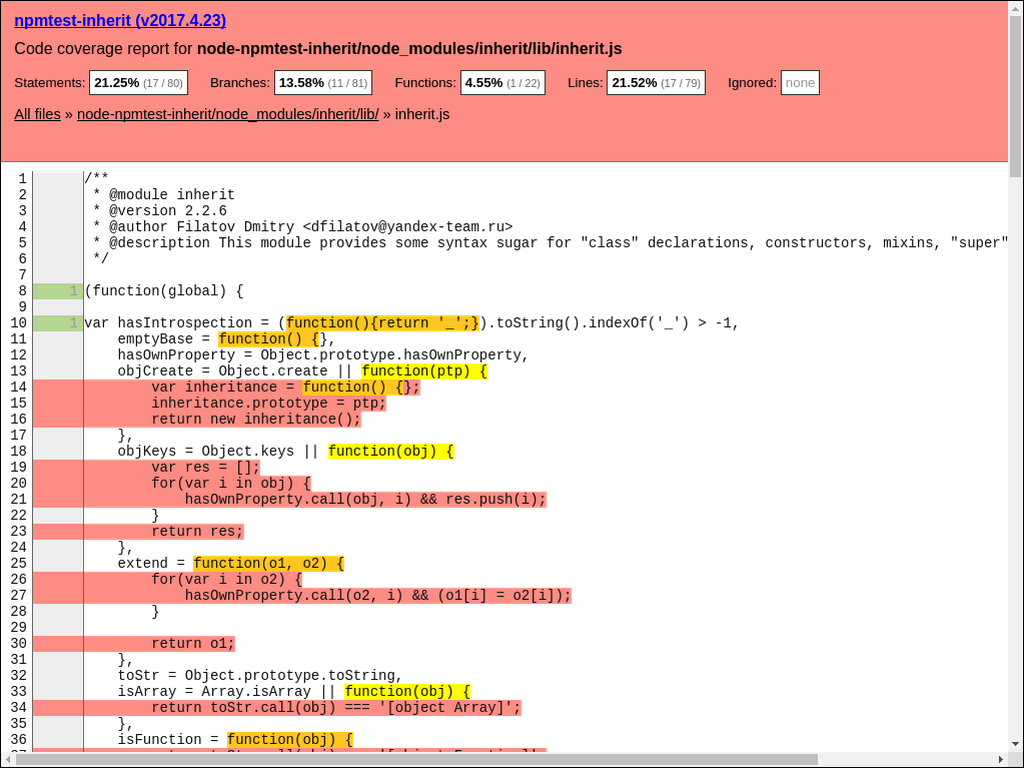 npmtest-inherit (v2017.4.23)
Code coverage report for node-npmtest-inherit/node_modules/inherit/lib/inherit.js
Statements: 21.25% (17 / 80) Branches: 13.58% (11 / 81) Functions: 4.55% (1 / 22) Lines: 21.52% (17 / 79) Ignored: none
All files » node-npmtest-inherit/node_modules/inherit/lib/ » inherit.js
1 /**
2  * @module inherit
3  * @version 2.2.6
4  * @author Filatov Dmitry <dfilatov@yandex-team.ru>
5  * @description This module provides some syntax sugar for "class" declarations, constructors, mixins, "super"
6  */
7
8 1 (function(global) {
9
10 1 var hasIntrospection = (function(){return '_';}).toString().indexOf('_') > -1,
11     emptyBase = function() {},
12     hasOwnProperty = Object.prototype.hasOwnProperty,
13     objCreate = Object.create || function(ptp) {
14         var inheritance = function() {};
15         inheritance.prototype = ptp;
16         return new inheritance();
17     },
18     objKeys = Object.keys || function(obj) {
19         var res = [];
20         for(var i in obj) {
21             hasOwnProperty.call(obj, i) && res.push(i);
22         }
23         return res;
24     },
25     extend = function(o1, o2) {
26         for(var i in o2) {
27             hasOwnProperty.call(o2, i) && (o1[i] = o2[i]);
28         }
29
30         return o1;
31     },
32     toStr = Object.prototype.toString,
33     isArray = Array.isArray || function(obj) {
34         return toStr.call(obj) === '[object Array]';
35     },
36     isFunction = function(obj) {